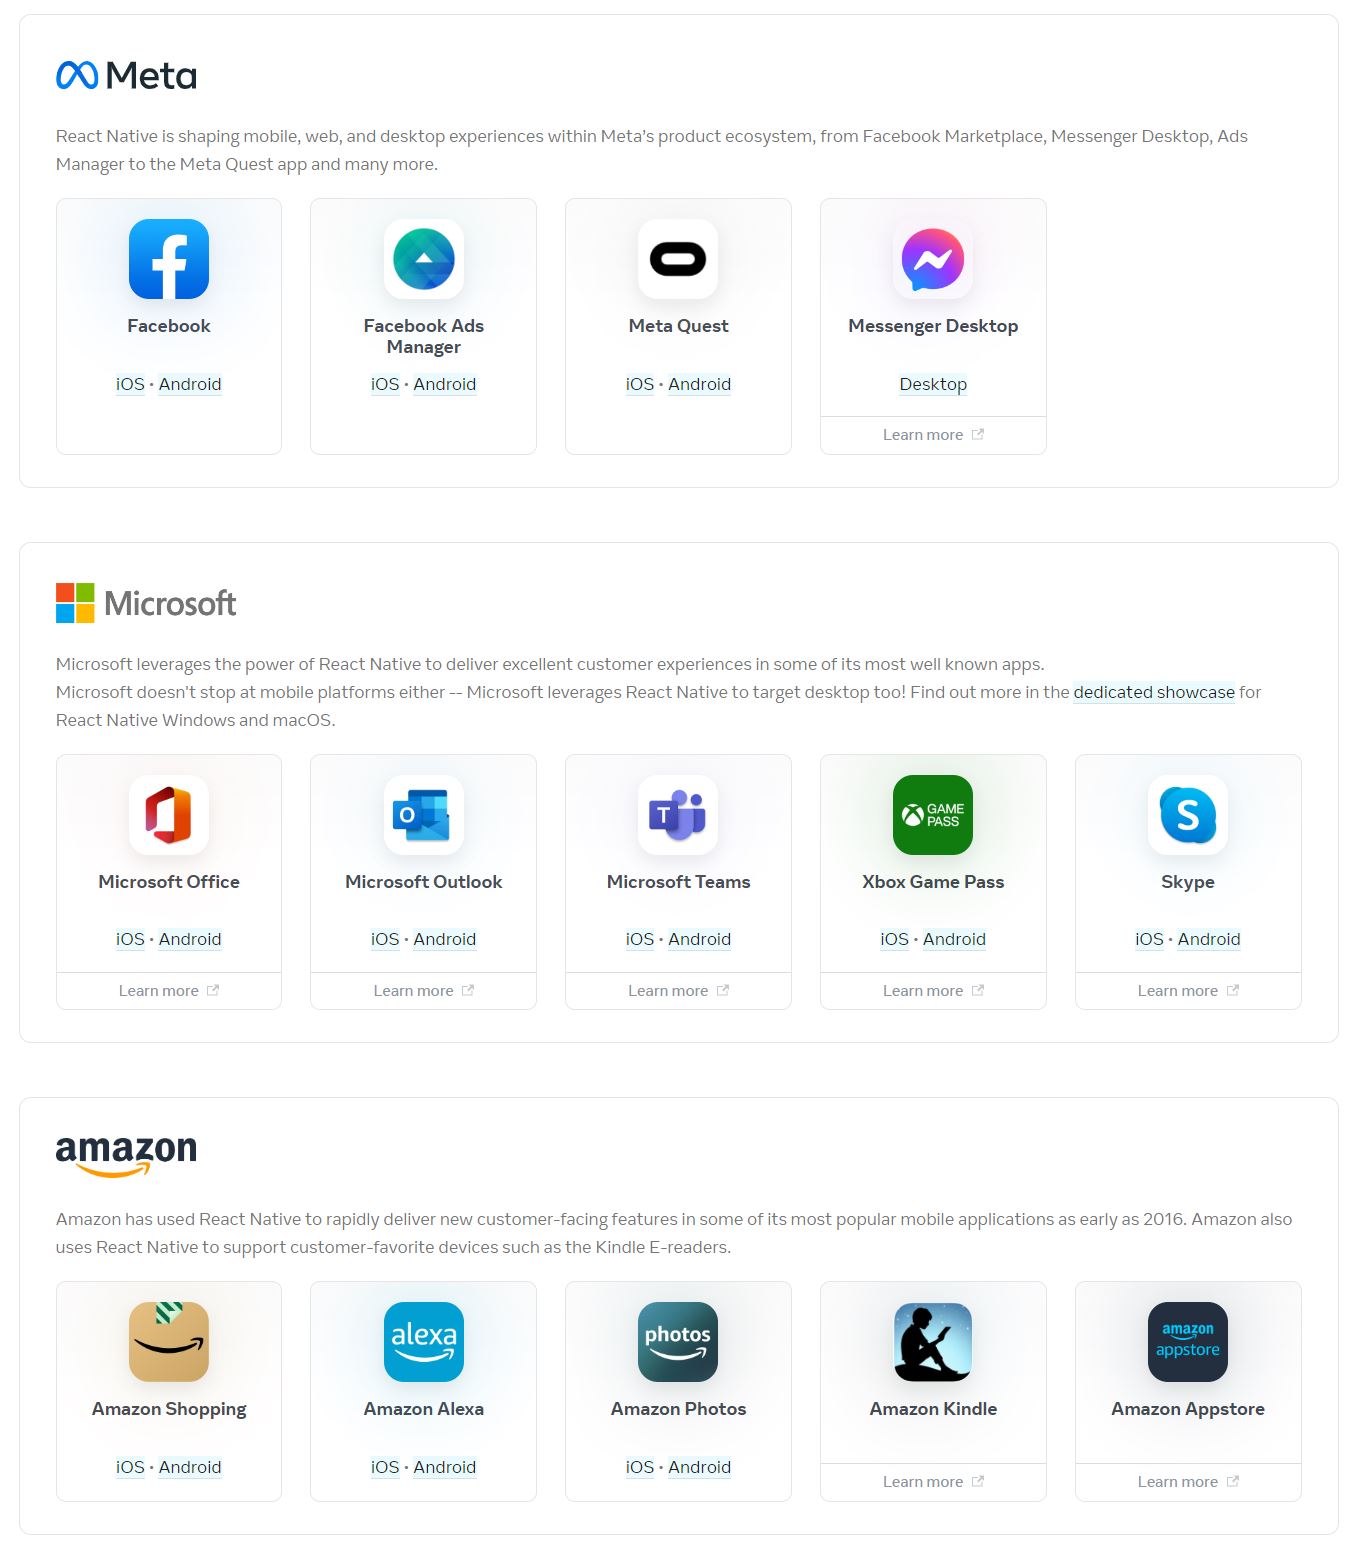 Meta
React Native is shaping mobile, web, and desktop experiences within Meta's product ecosystem, from Facebook Marketplace, Messenger Desktop, Ads
Manager to the Meta Quest app and many more.
Facebook
iOS • Android
Facebook Ads
Manager
iOS • Android
Meta Quest
iOS • Android
Messenger Desktop
Desktop
Learn more
Microsoft
Microsoft leverages the power of React Native to deliver excellent customer experiences in some of its most well known apps.
Microsoft doesn't stop at mobile platforms either -- Microsoft leverages React Native to target desktop too! Find out more in the dedicated showcase for
React Native Windows and macOS.
Microsoft Office
iOS • Android
Learn more
O
Microsoft Outlook
iOS • Android
Learn more
T
Microsoft Teams
iOS • Android
Learn more
GAME
PASS
Xbox Game Pass
iOS • Android
Learn more
S
Skype
iOS • Android
Learn more
amazon
Amazon has used React Native to rapidly deliver new customer-facing features in some of its most popular mobile applications as early as 2016. Amazon also
uses React Native to support customer-favorite devices such as the Kindle E-readers.
Amazon Shopping
iOS • Android
alexa
Amazon Alexa
iOS • Android
photos
Amazon Photos
iOS • Android
Amazon Kindle
Learn more
amazon
appstore
Amazon Appstore
Learn more